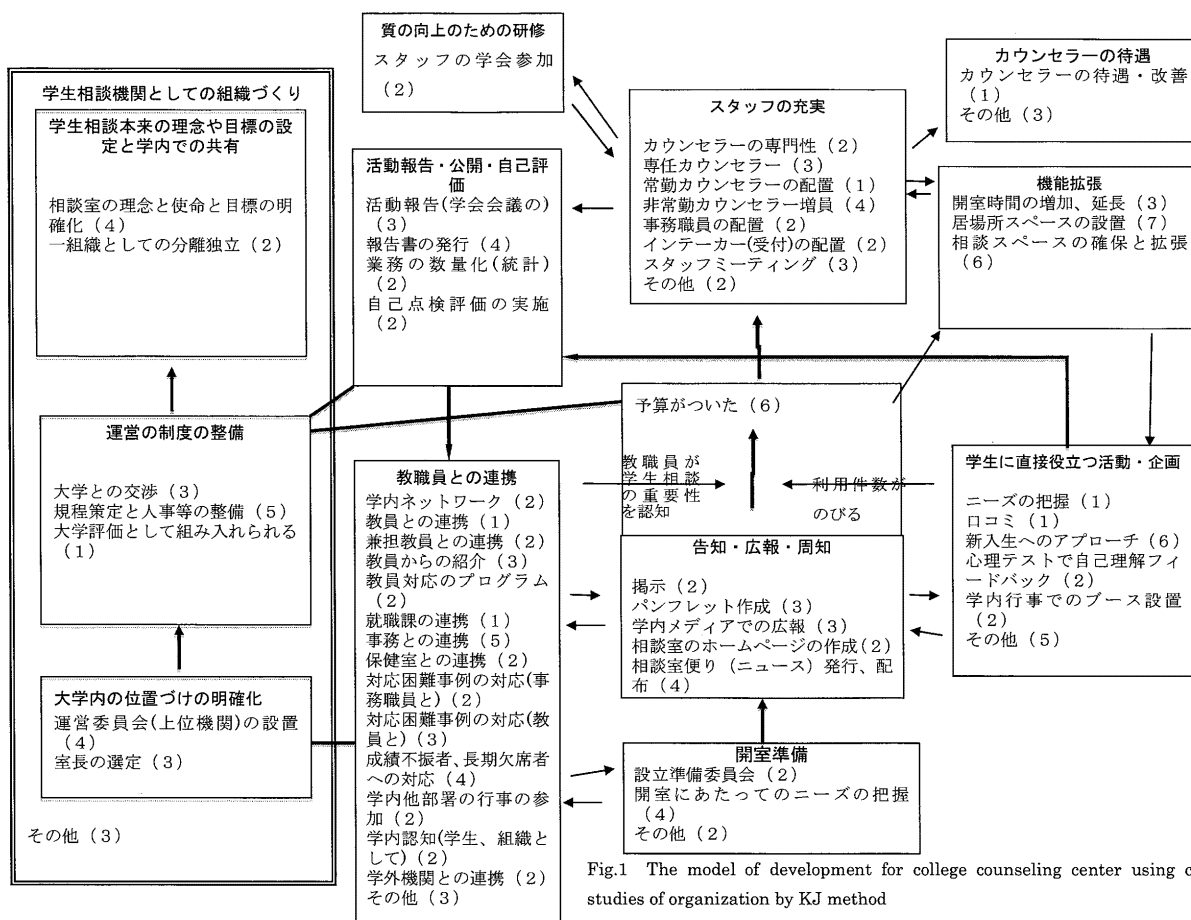 質の向上のための研修
スタッフの学会参加
(2)
カウンセラーの待遇
カウンセラーの待遇・改善
(1)
その他(3)
学生相談機関としての組織づくり
学生相談本来の理念や目標の設
定と学内での共有
相談室の理念と使命と目標の明
確化(4)
一組織としての分離独立(2)
活動報告・公開・自己評
価
活動報告(学会会議の)
(3)
報告書の発行(4)
業務の数量化(統計)
(2)
自己点検評価の実施
(2)
スタッフの充実
カウンセラーの専門性(2)
専任カウンセラー(3)
常勤カウンセラーの配置(1)
非常勤カウンセラー増員(4)
事務職員の配置(2)
インテーカー(受付)の配置(2)
スタッフミーティング(3)
その他(2)
機能拡張
開室時間の増加、延長(3)
居場所スペースの設置(7)
相談スペースの確保と拡張
(6)
運営の制度の整備
大学との交渉(3)
規程策定と人事等の整備(5)
大学評価として組み入れられる
(1)
予算がついた(6)
教職員が
学生相談
の重要性
を認知
利用件数が
のびる
教職員との連携
学内ネットワーク(2)
教員との連携(1)
兼担教員との連携(2)
教員からの紹介(3)
教員対応のプログラム
(2)
就職課の連携(1)
事務との連携(5)
保健室との連携(2)
対応困難事例の対応(事
務職員と)(2)
対応困難事例の対応(教
員と)(3)
成績不振者、長期欠席者
への対応(4)
学内他部署の行事の参
加(2)
学内認知(学生、組織と
して)(2)
学外機関との連携(2)
その他(3)
告知・広報・周知
掲示(2)
パンフレット作成(3)
学内メディアでの広報(3)
相談室のホームページの作成(2)
相談室便り(ニュース)発行、配
布(4)
学生に直接役立つ活動・企画
ニーズの把握(1)
口コミ(1)
新入生へのアプローチ(6)
心理テストで自己理解フィ
ードバック(2)
学内行事でのブース設置
(2)
その他(5)
大学内の位置づけの明確化
運営委員会(上位機関)の設置
(4)
室長の選定(3)
その他(3)
開室準備
設立準備委員会(2)
開室にあたってのニーズの把握
(4)
その他(2)
Fig.1 The model of development for college counseling center using c
studies of organization by KJ method